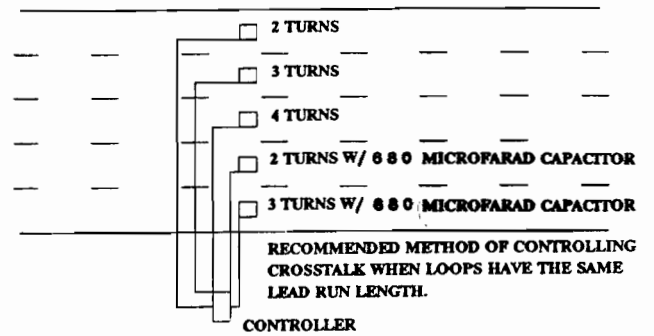 2 TURNS
3 TURNS
4 TURNS
2 TURNS W/ 680 MICROFARAD CAPACITOR
3 TURNS W/ 680 MICROFARAD CAPACITOR
RECOMMENDED METHOD OF CONTROLLING
CROSSTALK WHEN LOOPS HAVE THE SAME
LEAD RUN LENGTH.
CONTROLLER